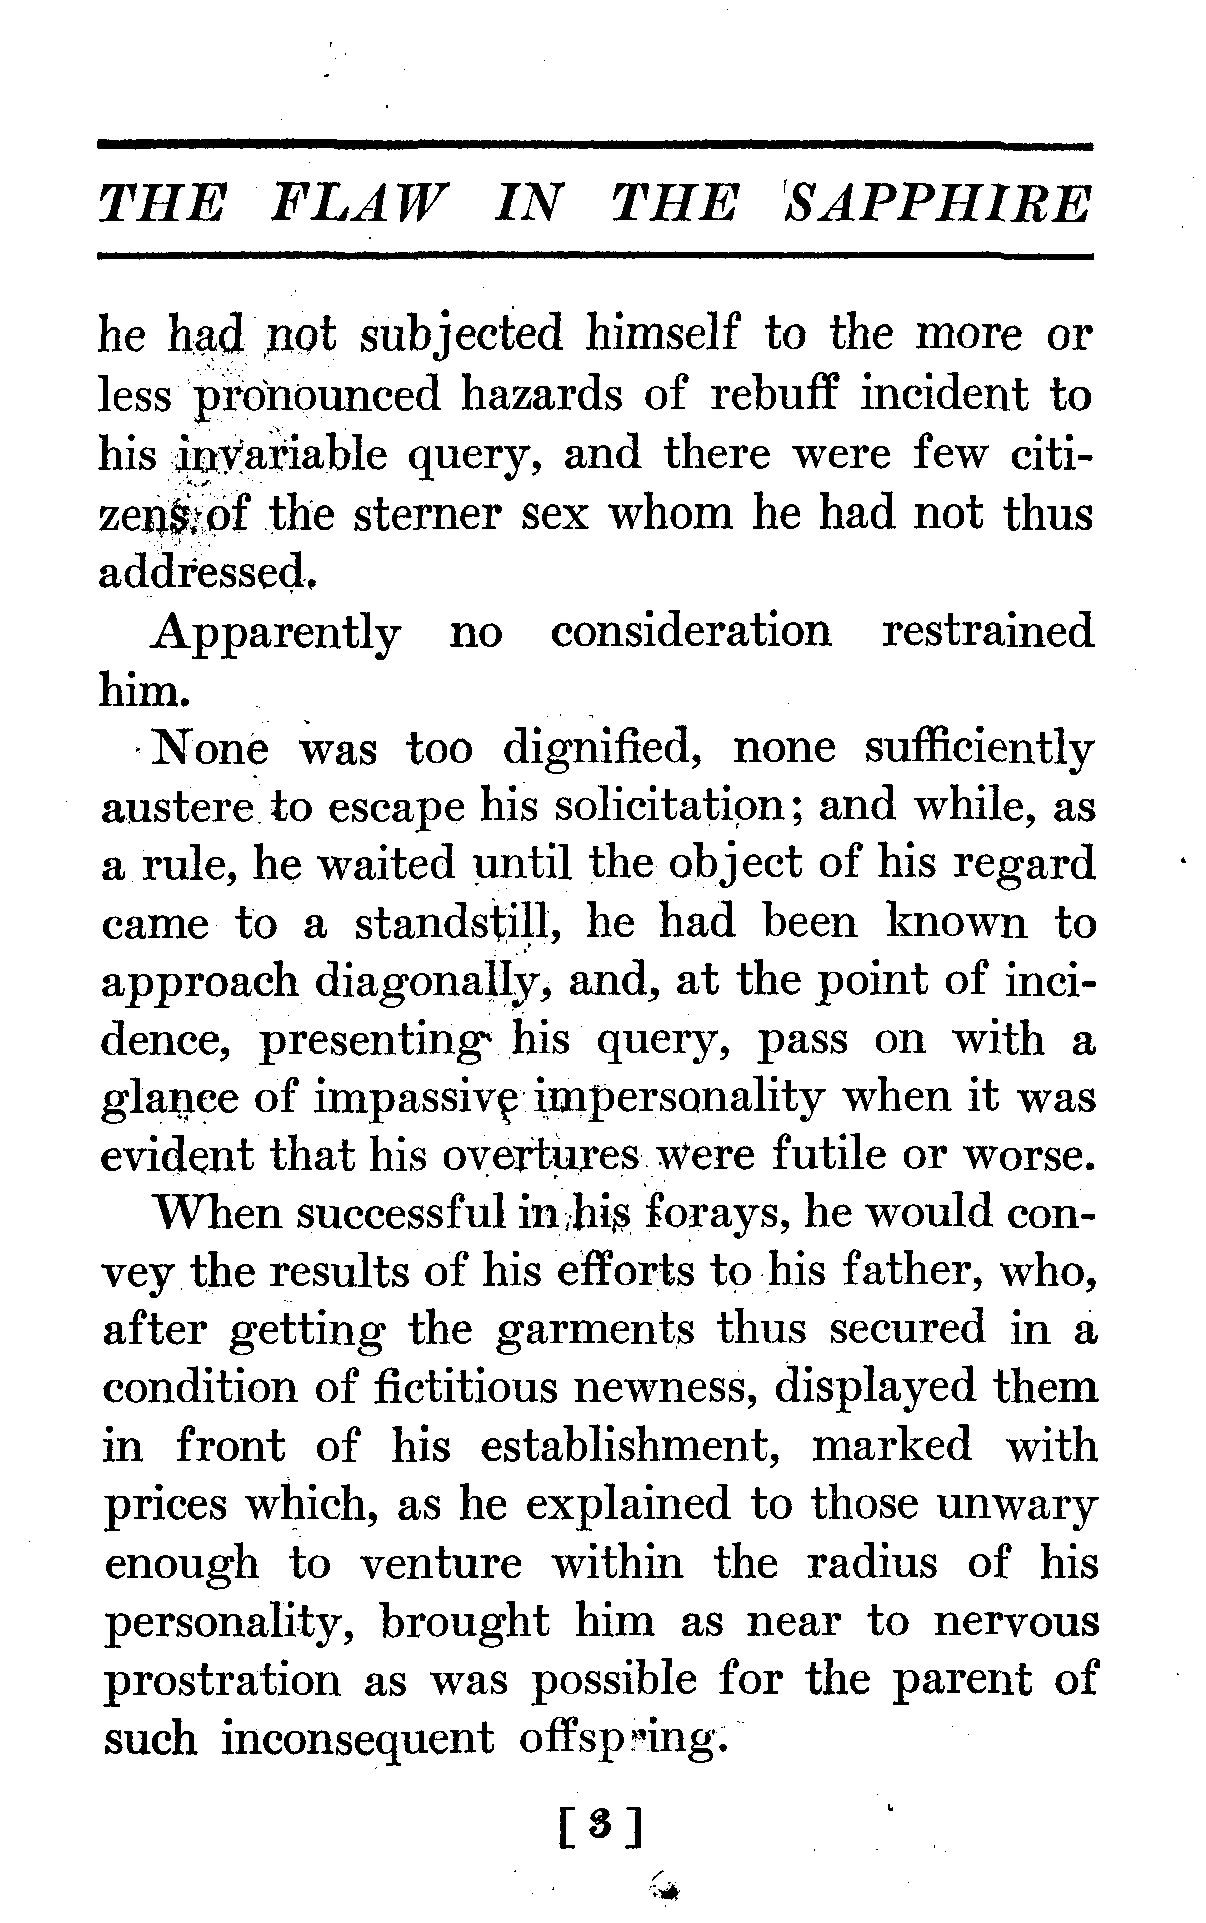 THE FLAW IN THE SAPPHIRE
he had not subjected himself to the more or
less pronounced hazards of rebuff incident to
his invariable query, and there were few citi-
zens of the sterner sex whom he had not thus
addressed.
Apparently no consideration restrained
him.
None was too dignified, none sufficiently
austere to escape his solicitation; and while, as
a rule, he waited until the object of his regard
came to a standstill, he had been known to
approach diagonally, and, at the point of inci-
dence, presenting his query, pass on with a
glance of impassive impersonality when it was
evident that his overtures were futile or worse.
When successful in his forays, he would con-
vey the results of his efforts to his father, who,
after getting the garments thus secured in a
condition of fictitious newness, displayed them
in front of his establishment, marked with
prices which, as he explained to those unwary
enough to venture within the radius of his
personality, brought him as near to nervous
prostration as was possible for the parent of
such inconsequent offspring.
[3]